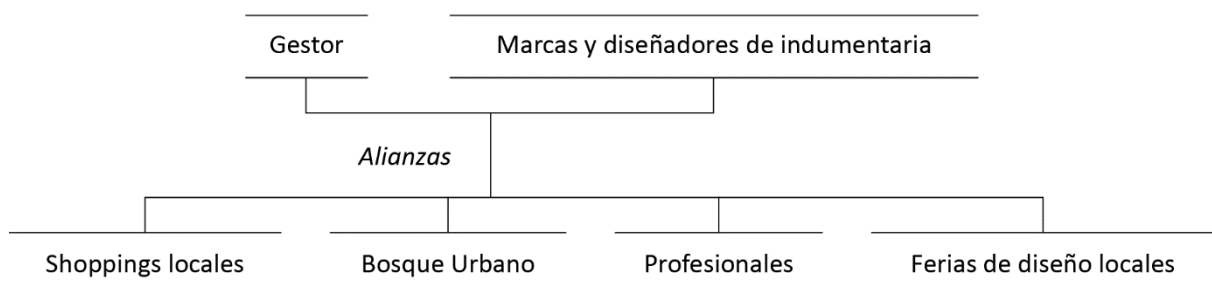 Gestor
Marcas y diseñadores de indumentaria
Alianzas
Shoppings locales
Bosque Urbano
Profesionales
Ferias de diseño locales